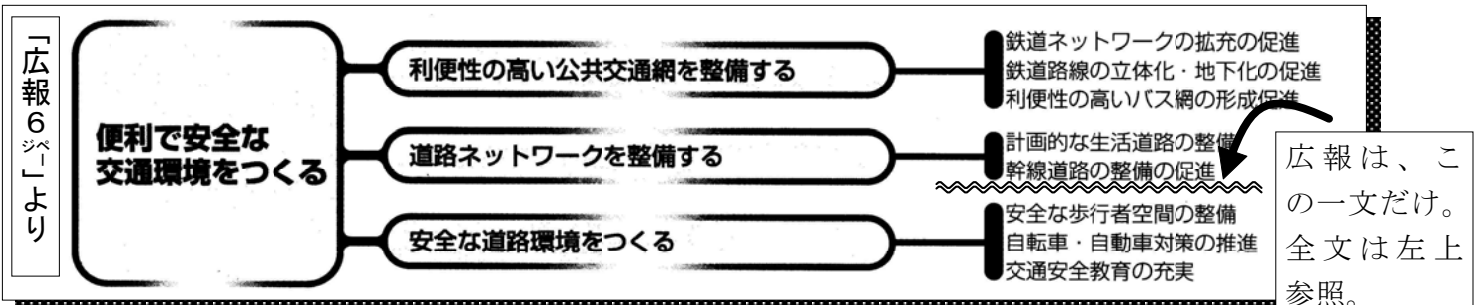 「広報6ページ」より
便利で安全な
交通環境をつくる
利便性の高い公共交通網を整備する
鉄道ネットワークの拡充の促進
鉄道路線の立体化・地下化の促進
利便性の高いバス網の形成促進
道路ネットワークを整備する
計画的な生活道路の整備
幹線道路の整備の促進
安全な道路環境をつくる
安全な歩行者空間の整備
自転車・自動車対策の推進
交通安全教育の充実
広報は、こ
の一文だけ。
全文は左上
参照。